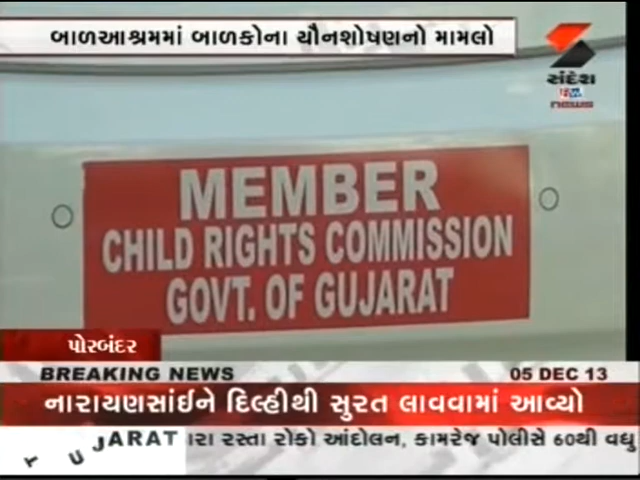 બાળઆશ્રમમાં બાળકોના યૌનશોષણનો મામલો
સંદેશ
news
MEMBER
CHILD RIGHTS COMMISSION
GOVT. OF GUJARAT
પોરબંદર
BREAKING NEWS 05 DEC 13
નારાયણસાંઈને દિલ્હીથી સુરત લાવવામાં આવ્યો
UJARAT રસ્તા રોકો આંદોલન, કામરેજ પોલીસે 60થી વધુ